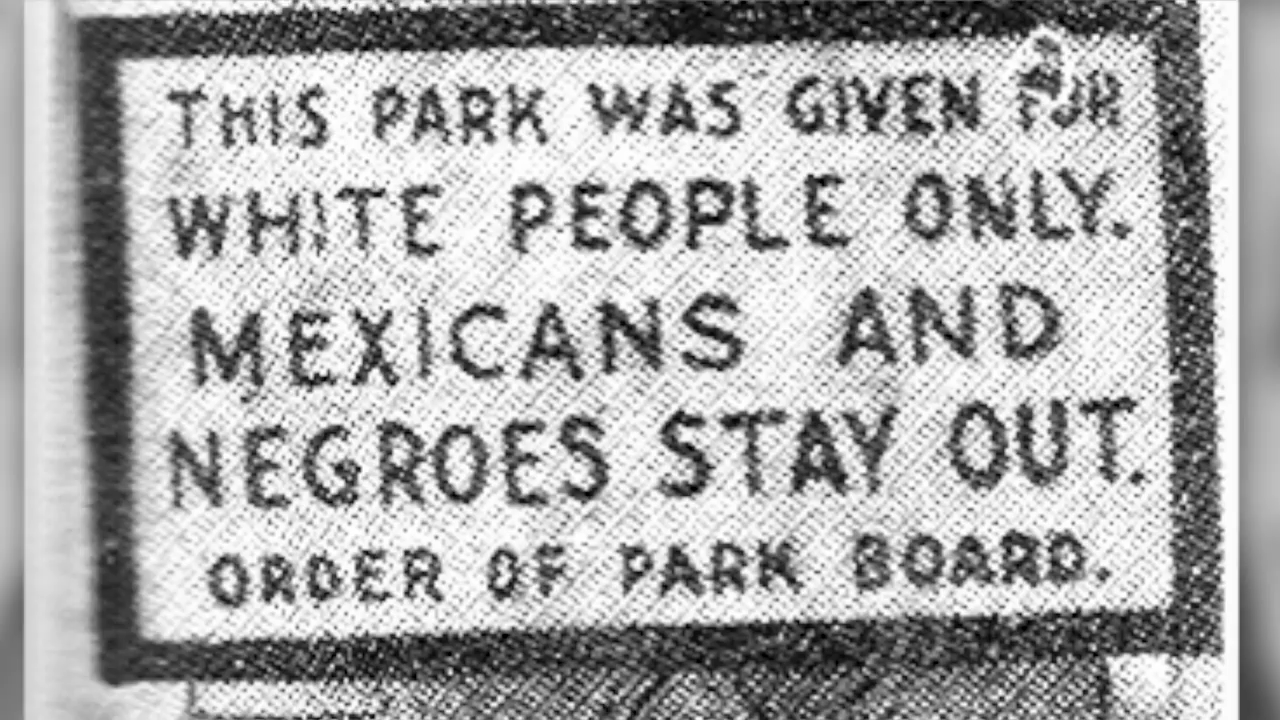 THIS PARK WAS GIVEN FOR
WHITE PEOPLE ONLY.
MEXICANS AND
NEGROES STAY OUT.
ORDER OF PARK BOARD.